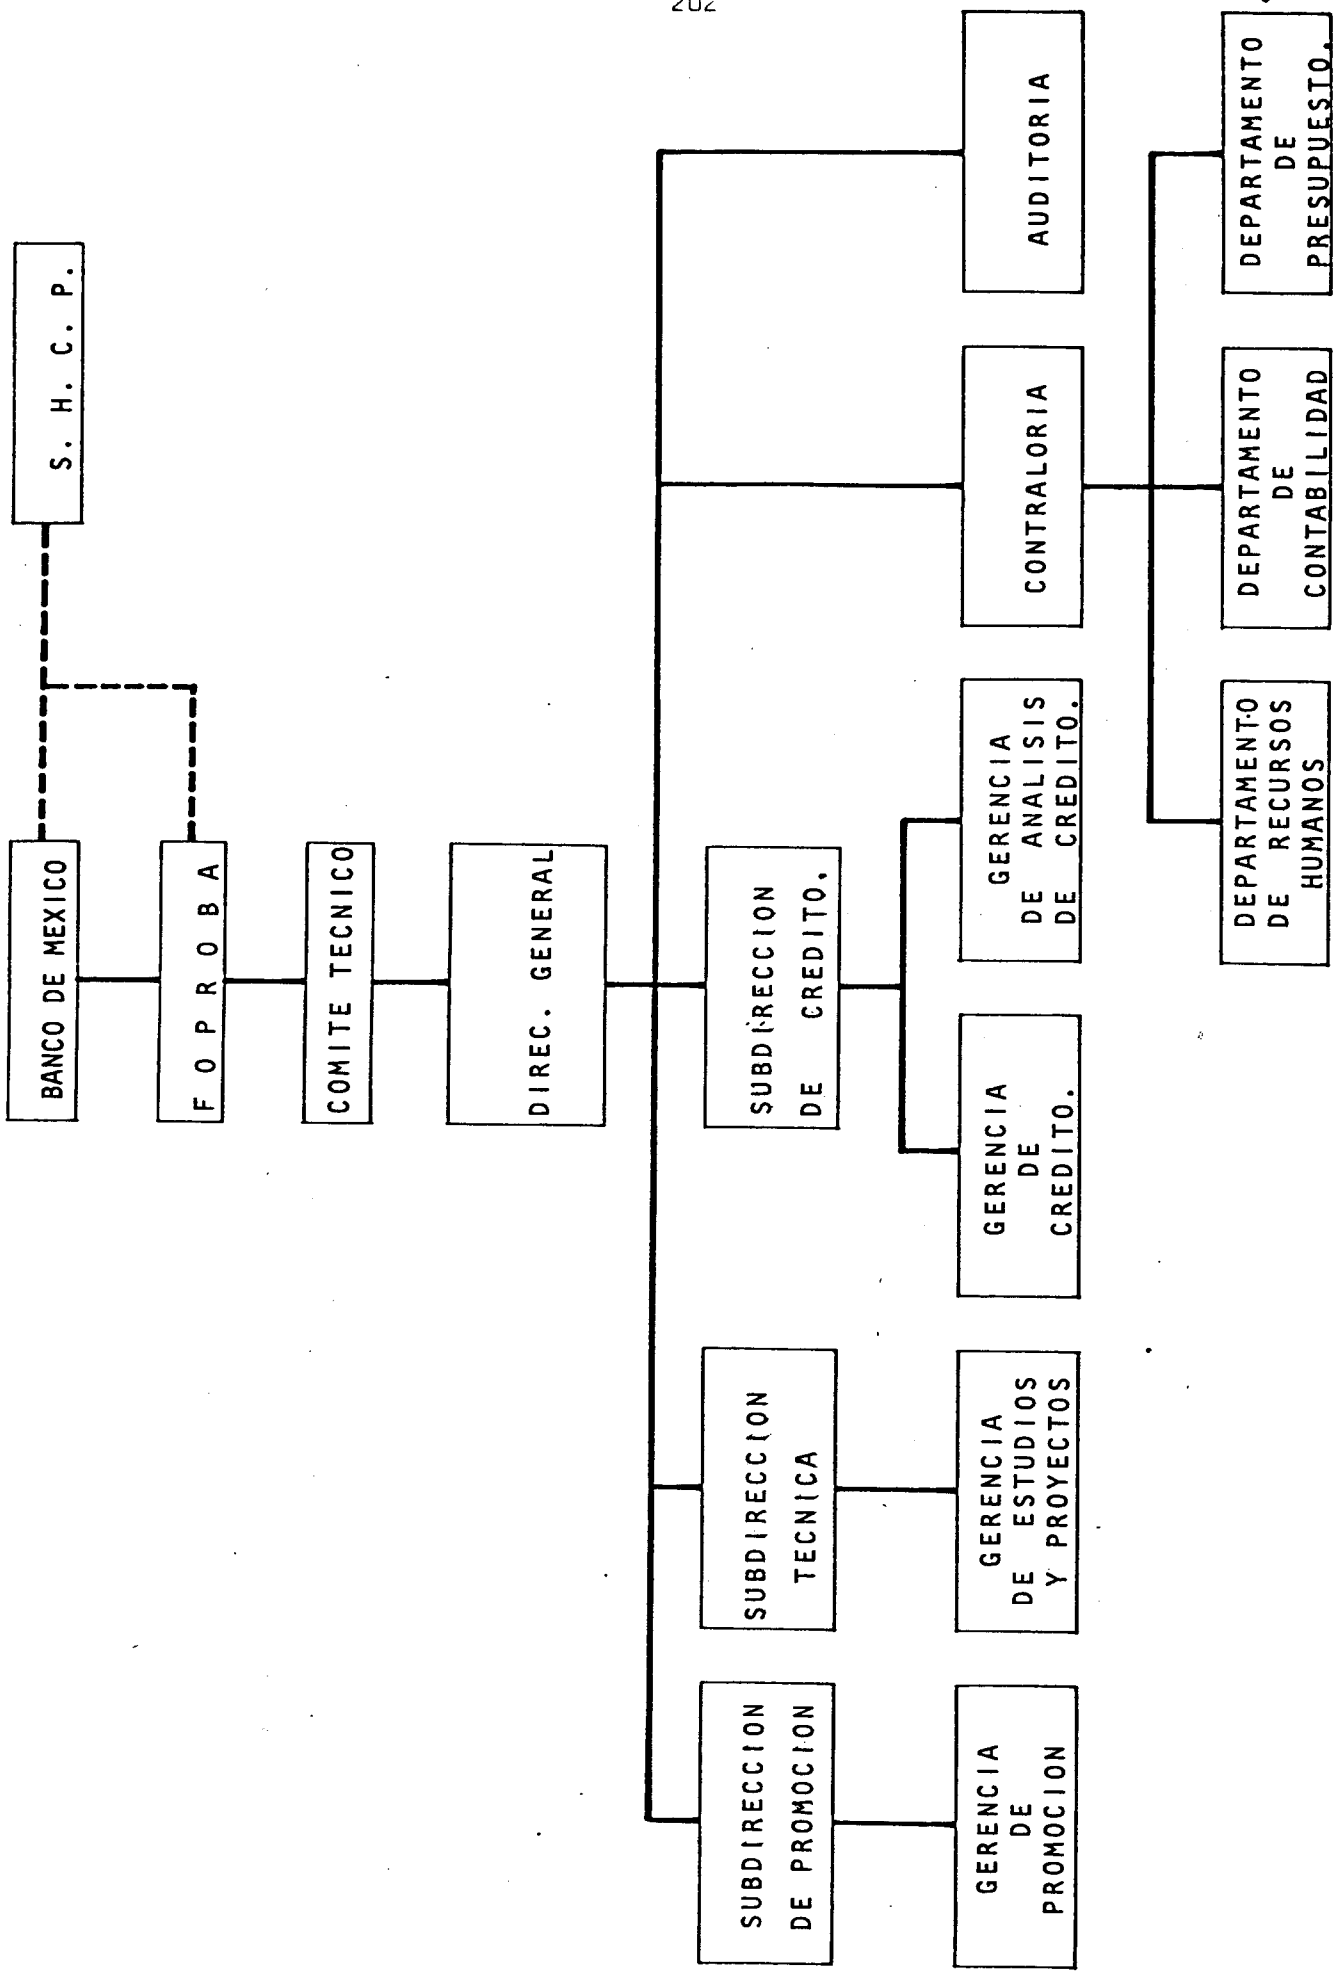 202
S. H. C. P.
BANCO DE MEXICO
F O P R O B A
COMITE TECNICO
DIREC. GENERAL
SUBDIRECCION
DE PROMOCION
SUBDIRECCION
TECNICA
SUBDIRECCION
DE CREDITO.
GERENCIA
DE
PROMOCION
GERENCIA
DE ESTUDIOS
Y PROYECTOS
GERENCIA
DE
CREDITO.
GERENCIA
DE ANALISIS
DE CREDITO.
CONTRALORIA
AUDITORIA
DEPARTAMENTO
DE RECURSOS
HUMANOS
DEPARTAMENTO
DE
CONTABILIDAD
DEPARTAMENTO
DE
PRESUPUESTO.